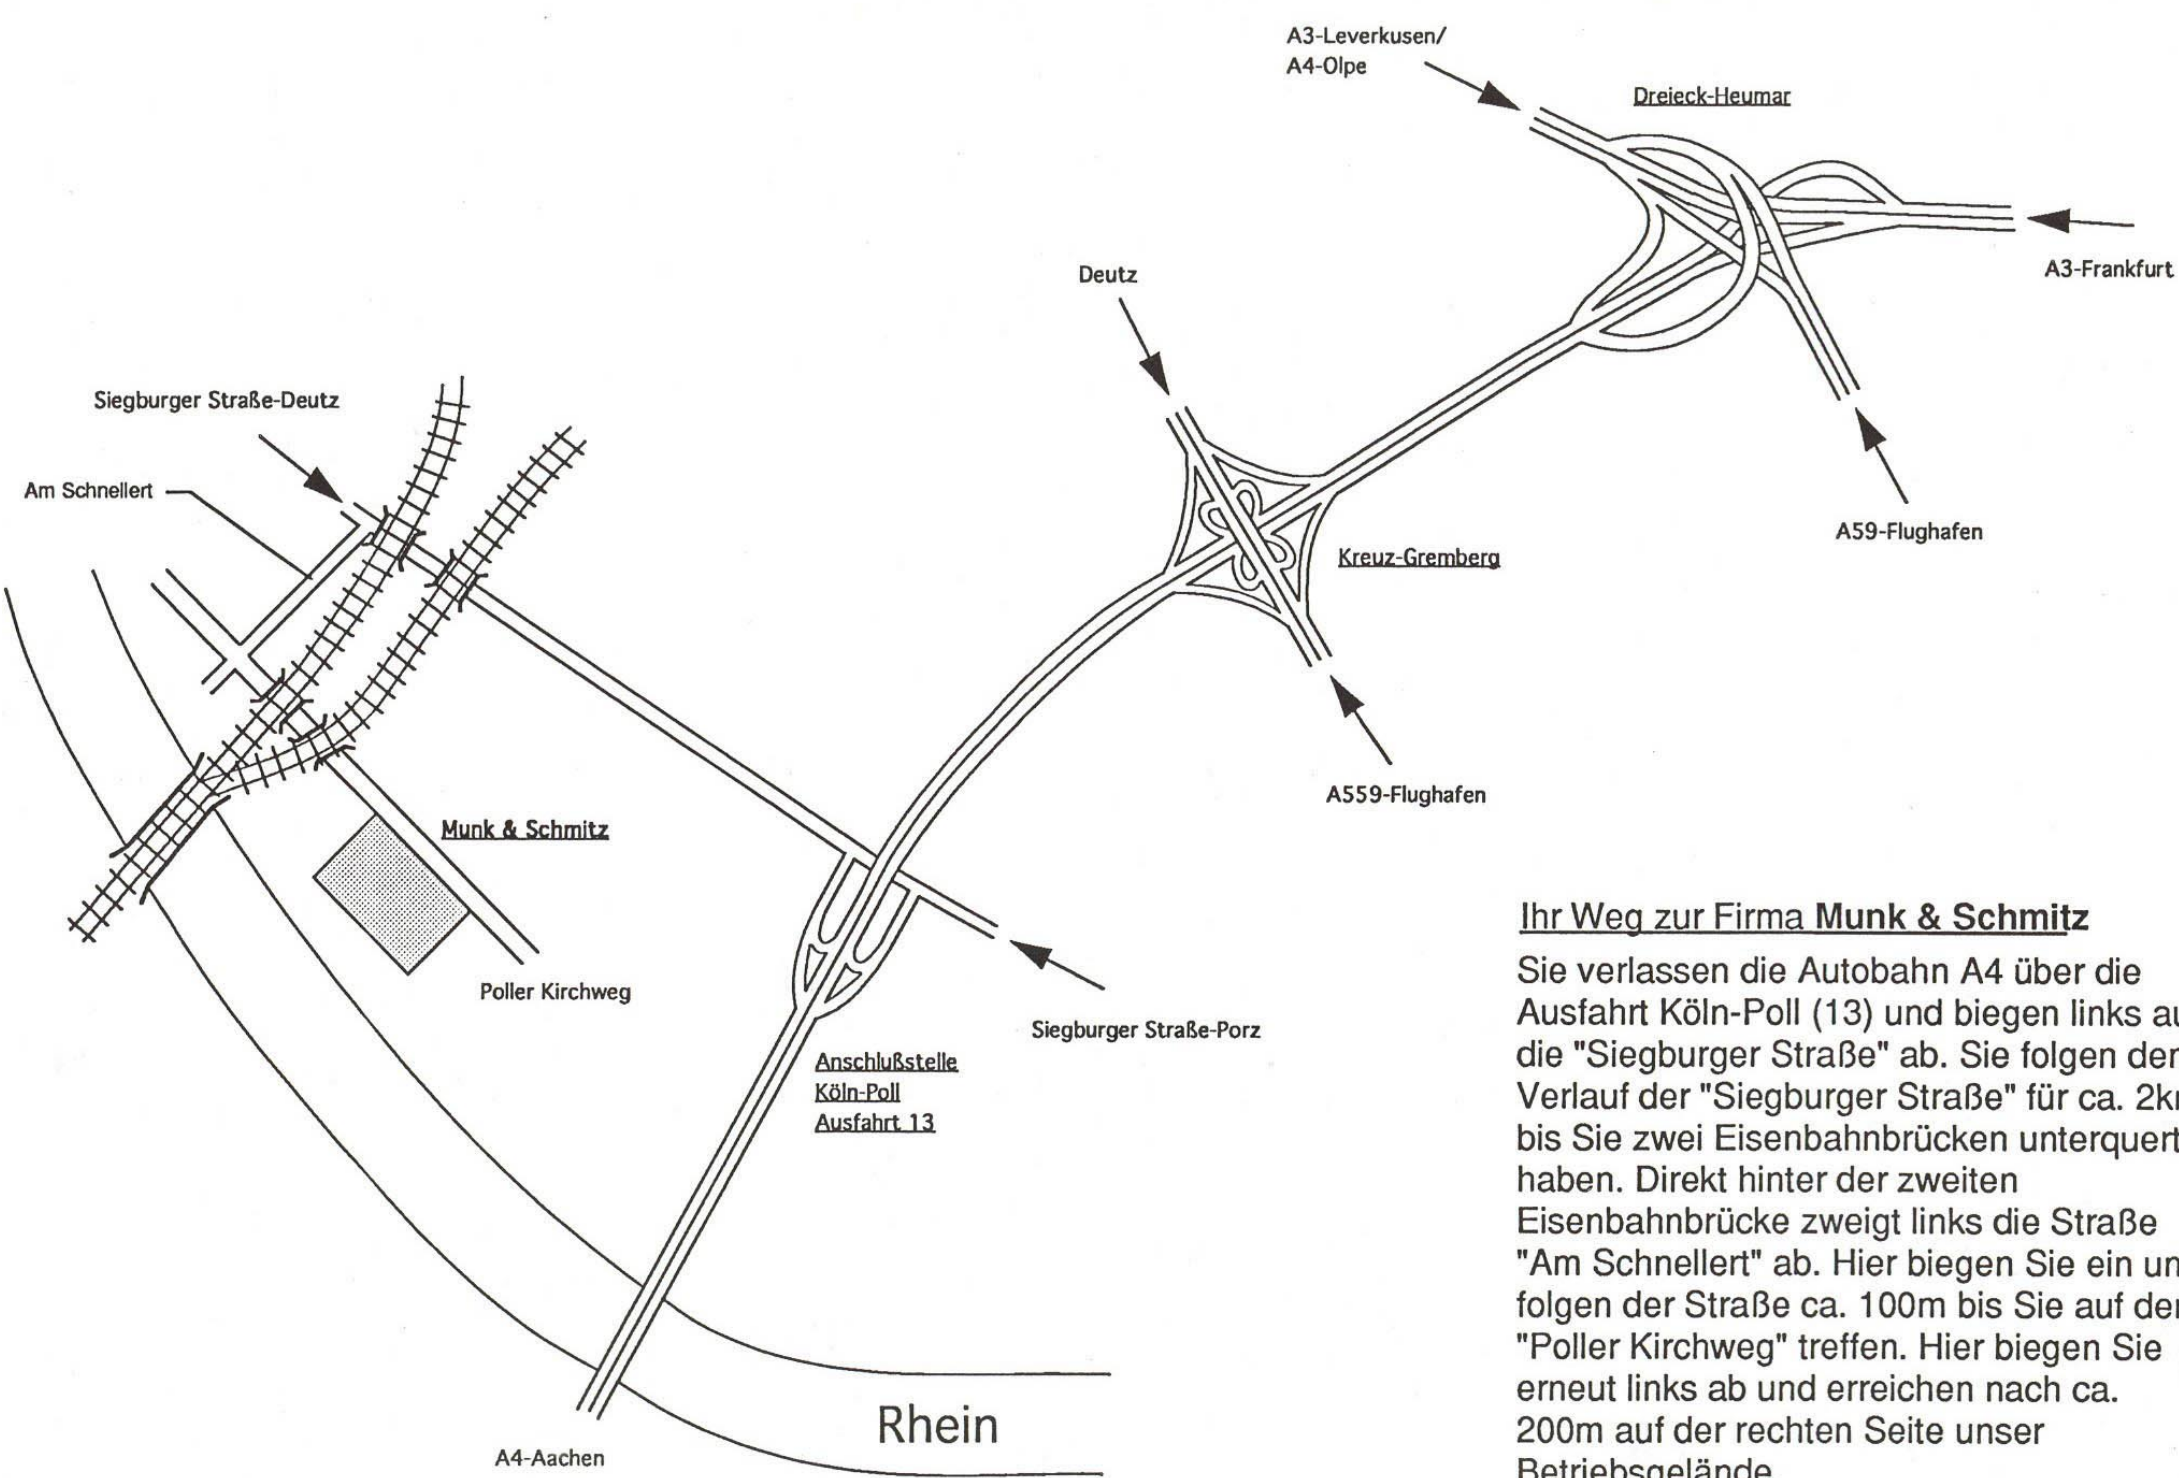 A3-Leverkusen/
A4-Olpe
Dreieck-Heumar
A3-Frankfurt
Deutz
A59-Flughafen
Siegburger Straße-Deutz
Am Schnellert
Kreuz-Gremberg
A559-Flughafen
Munk & Schmitz
Poller Kirchweg
Siegburger Straße-Porz
Anschlußstelle
Köln-Poll
Ausfahrt 13
Rhein
A4-Aachen
Ihr Weg zur Firma Munk & Schmitz
Sie verlassen die Autobahn A4 über die
Ausfahrt Köln-Poll (13) und biegen links
die "Siegburger Straße" ab. Sie folgen
Verlauf der "Siegburger Straße" für ca.
bis Sie zwei Eisenbahnbrücken unterquert
haben. Direkt hinter der zweiten
Eisenbahnbrücke zweigt links die Straße
"Am Schnellert" ab. Hier biegen Sie ein
folgen der Straße ca. 100m bis Sie auf
"Poller Kirchweg" treffen. Hier biegen Sie
erneut links ab und erreichen nach ca.
200m auf der rechten Seite unser
Betriebsgelände